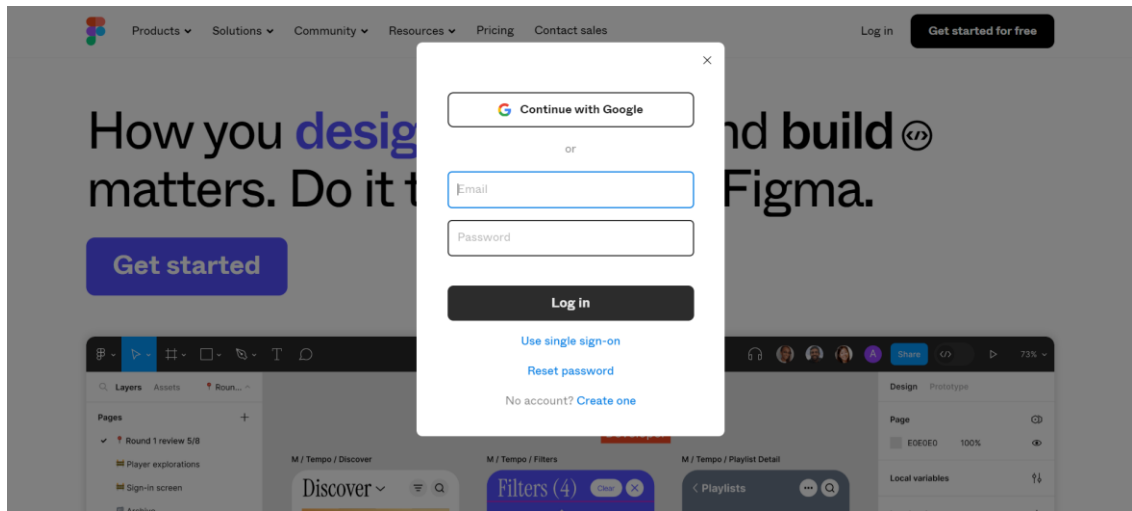 Products Solutions Community Resources Pricing Contact sales Log in Get started for free
How you desig nd build
matters. Do it t Figma.
Get started
Continue with Google
or
Email
Password
Log in
Use single sign-on
Reset password
No account? Create one
A Share 73%
Layers Assets Roun...
Pages
Round 1 review 5/8
Player explorations
Sign-in screen
M / Tempo / Discover
Discover
M / Tempo / Filters
Filters (4) Clear
M / Tempo / Playlist Detail
Playlists
Design Prototype
Page
E0E0E0 100%
Local variables